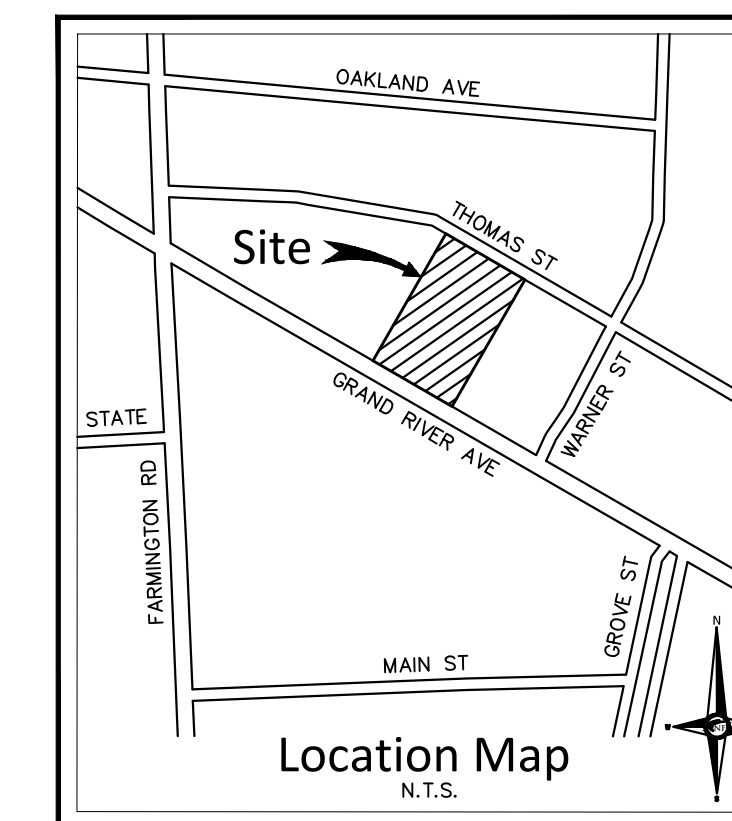 OAKLAND AVE
THOMAS ST
Site
GRAND RIVER AVE
WARNER ST
STATE
FARMINGTON RD
GROVE ST
MAIN ST
N
W
NF
S
Location Map
N.T.S.